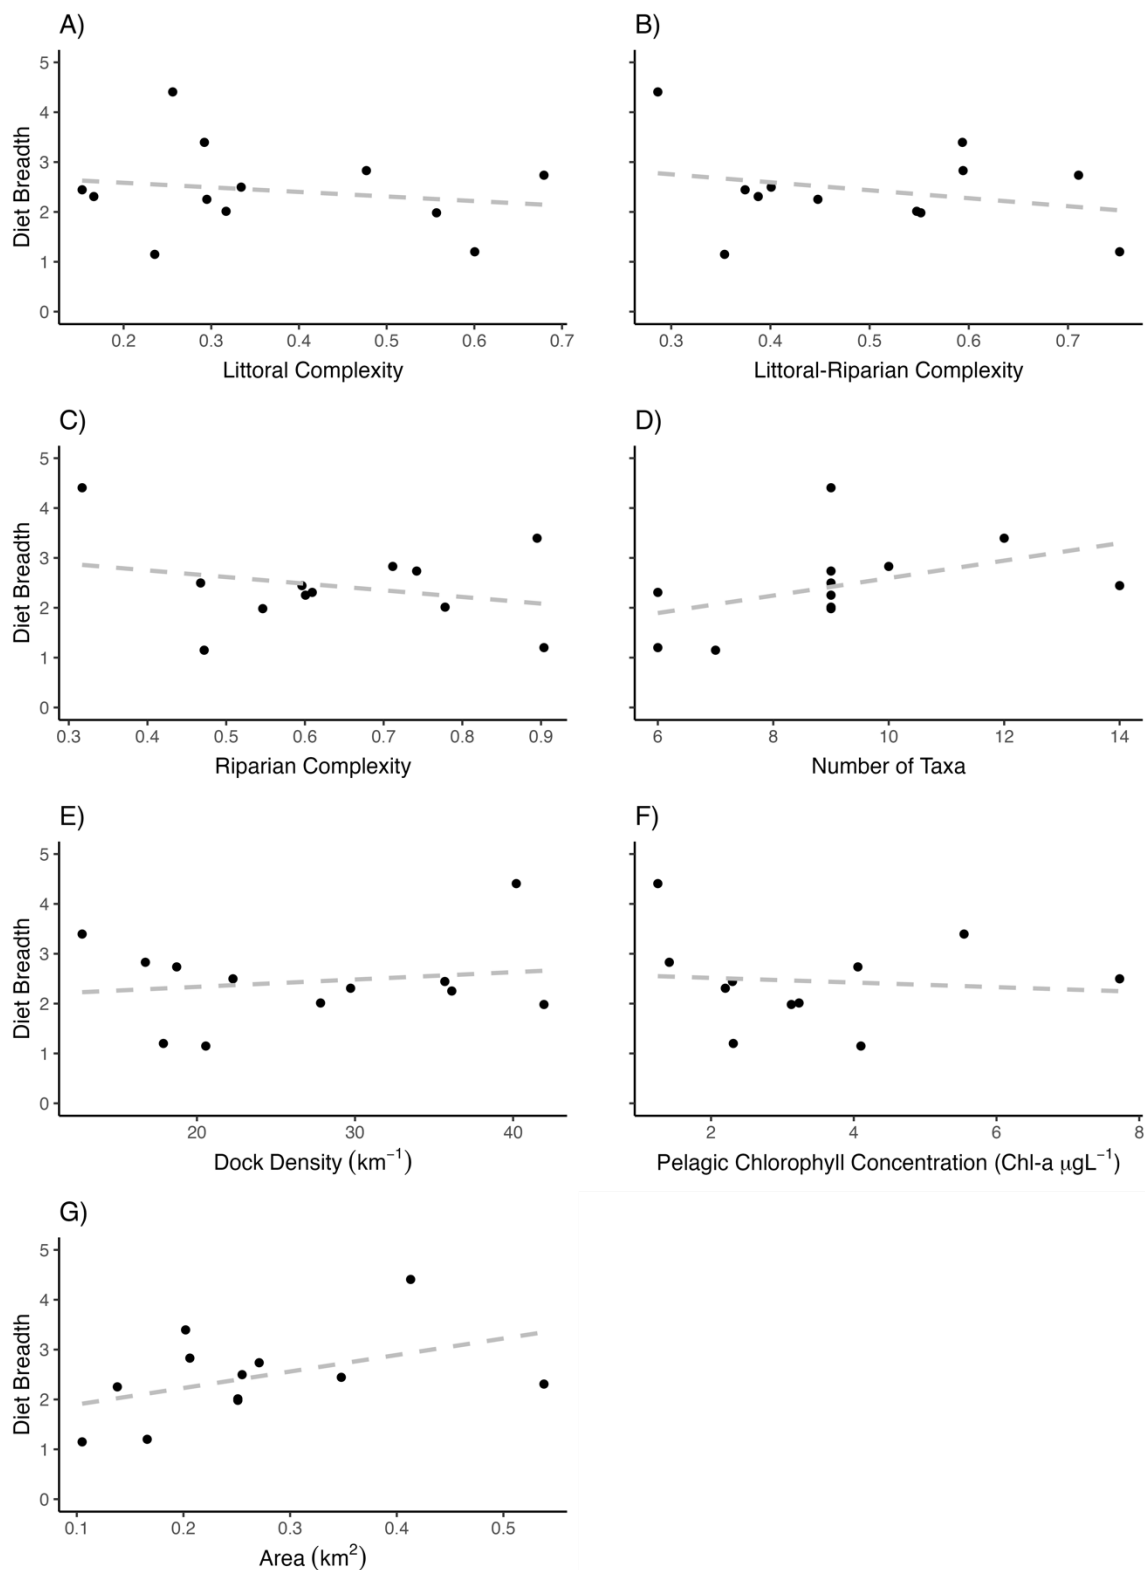 A)
5
4
3
2
1
0
Diet Breadth
0.2 0.3 0.4 0.5 0.6 0.7
Littoral Complexity
B)
0.3 0.4 0.5 0.6 0.7
Littoral-Riparian Complexity
C)
5
4
3
2
1
0
Diet Breadth
0.3 0.4 0.5 0.6 0.7 0.8 0.9
Riparian Complexity
D)
6 8 10 12 14
Number of Taxa
E)
5
4
3
2
1
0
Diet Breadth
20 30 40
Dock Density (km⁻¹)
F)
2 4 6 8
Pelagic Chlorophyll Concentration (Chl-a μgL⁻¹)
G)
5
4
3
2
1
0
Diet Breadth
0.1 0.2 0.3 0.4 0.5
Area (km²)